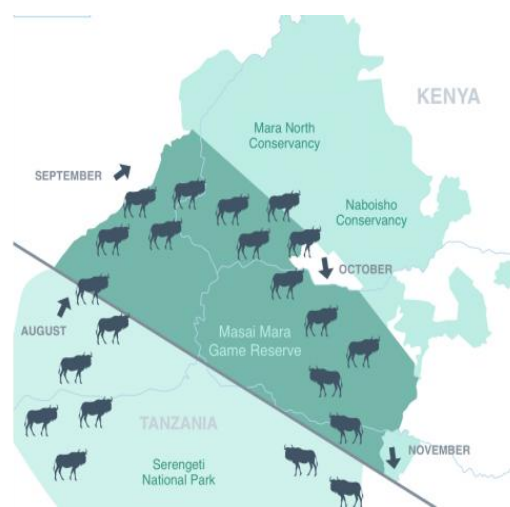 KENYA
Mara North
Conservancy
SEPTEMBER
Naboisho
Conservancy
OCTOBER
AUGUST
Masai Mara
Game Reserve
TANZANIA
NOVEMBER
Serengeti
National Park